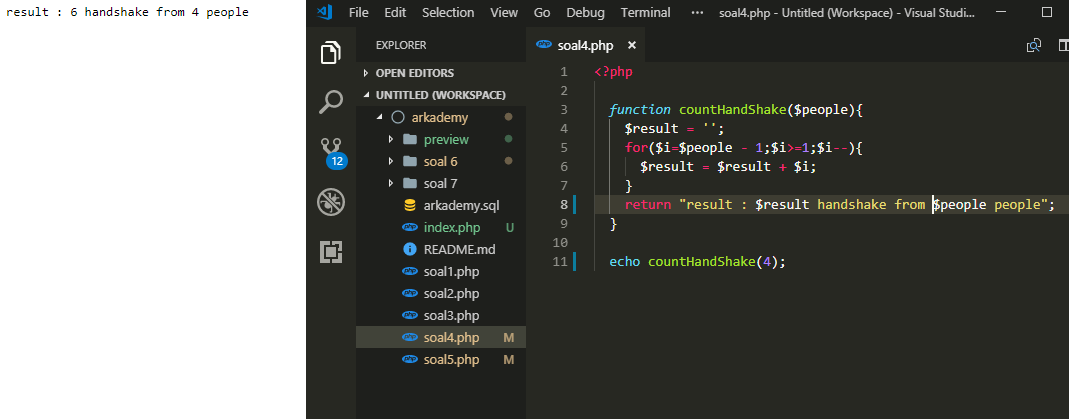 result : 6 handshake from 4 people
File Edit Selection View Go Debug Terminal ··· soal4.php - Untitled (Workspace) - Visual Studi...
EXPLORER
OPEN EDITORS
UNTITLED (WORKSPACE)
arkademy
preview
soal 6
soal 7
arkademy.sql
index.php U
README.md
soal1.php
soal2.php
soal3.php
soal4.php M
soal5.php M
12
soal4.php ×
1 <?php
2
3 function countHandShake($people){
4 $result = '';
5 for($i=$people - 1;$i>=1;$i--){
6 $result = $result + $i;
7 }
8 return "result : $result handshake from $people people";
9 }
10
11 echo countHandShake(4);